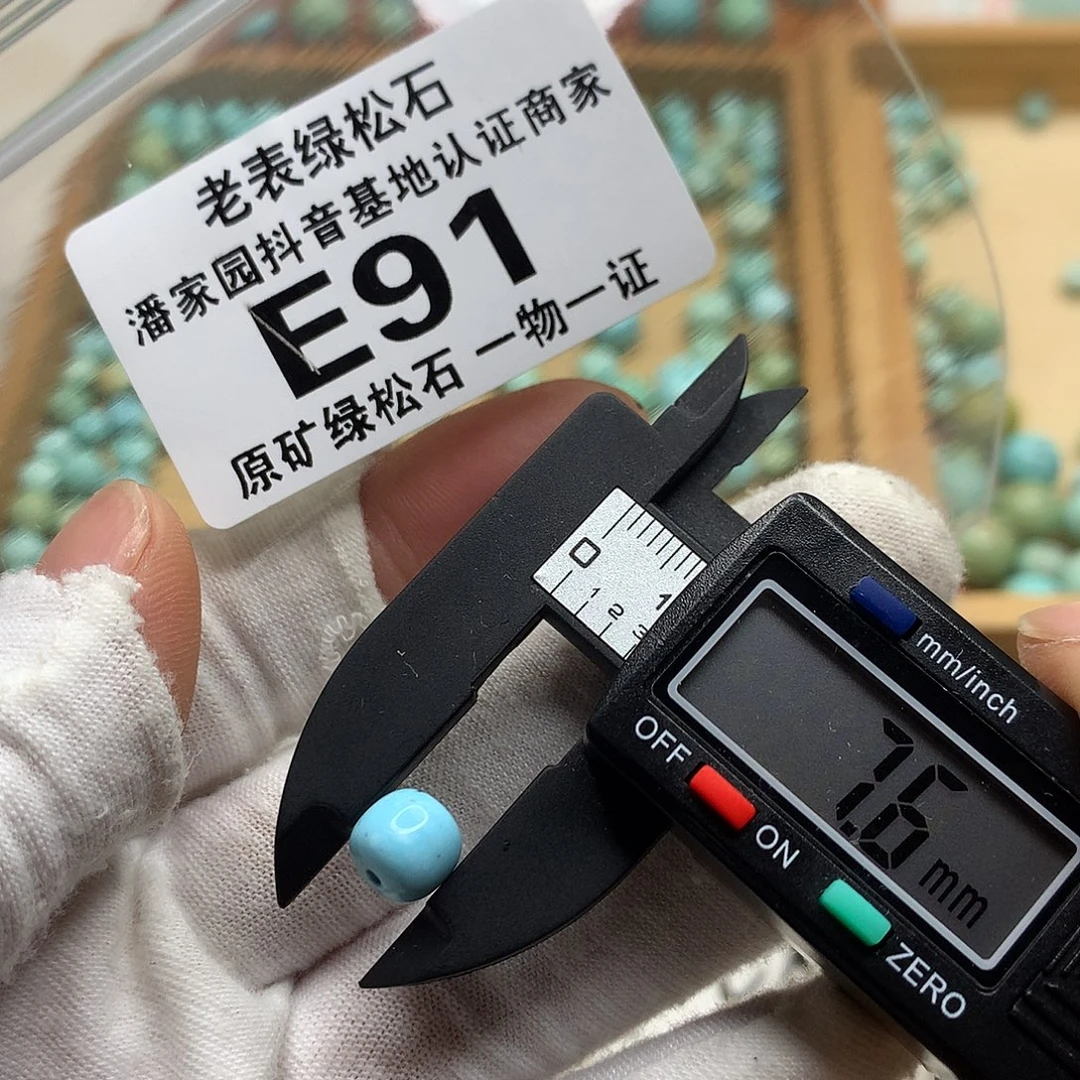 老表绿松石
潘家园抖音基地认证商家
E91
原矿绿松石 一物一证
0
1
1 2 3
mm/inch
OFF
ON
7.6 mm
ZERO